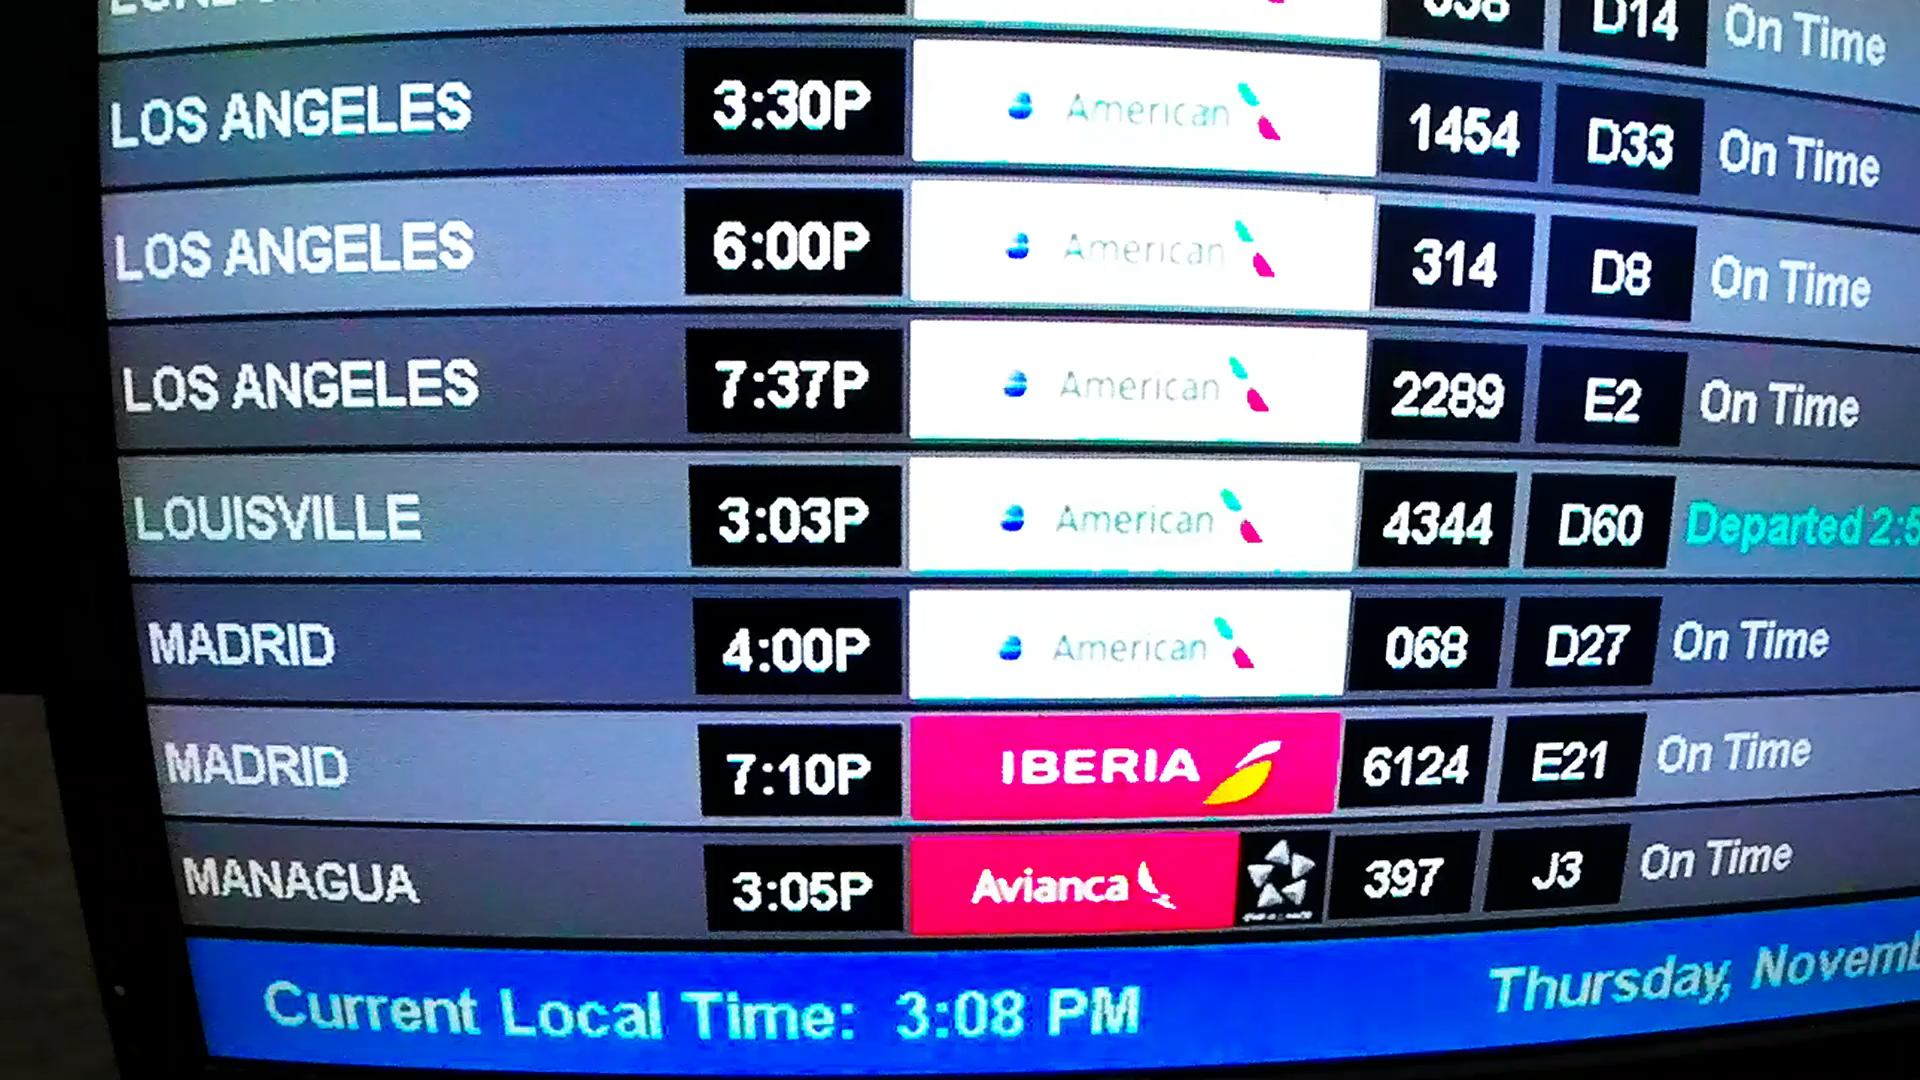 D14 On Time
LOS ANGELES 3:30P American 1454 D33 On Time
LOS ANGELES 6:00P American 314 D8 On Time
LOS ANGELES 7:37P American 2289 E2 On Time
LOUISVILLE 3:03P American 4344 D60 Departed 2:5
MADRID 4:00P American 068 D27 On Time
MADRID 7:10P IBERIA 6124 E21 On Time
MANAGUA 3:05P Avianca 397 J3 On Time
Current Local Time: 3:08 PM Thursday, Novemb